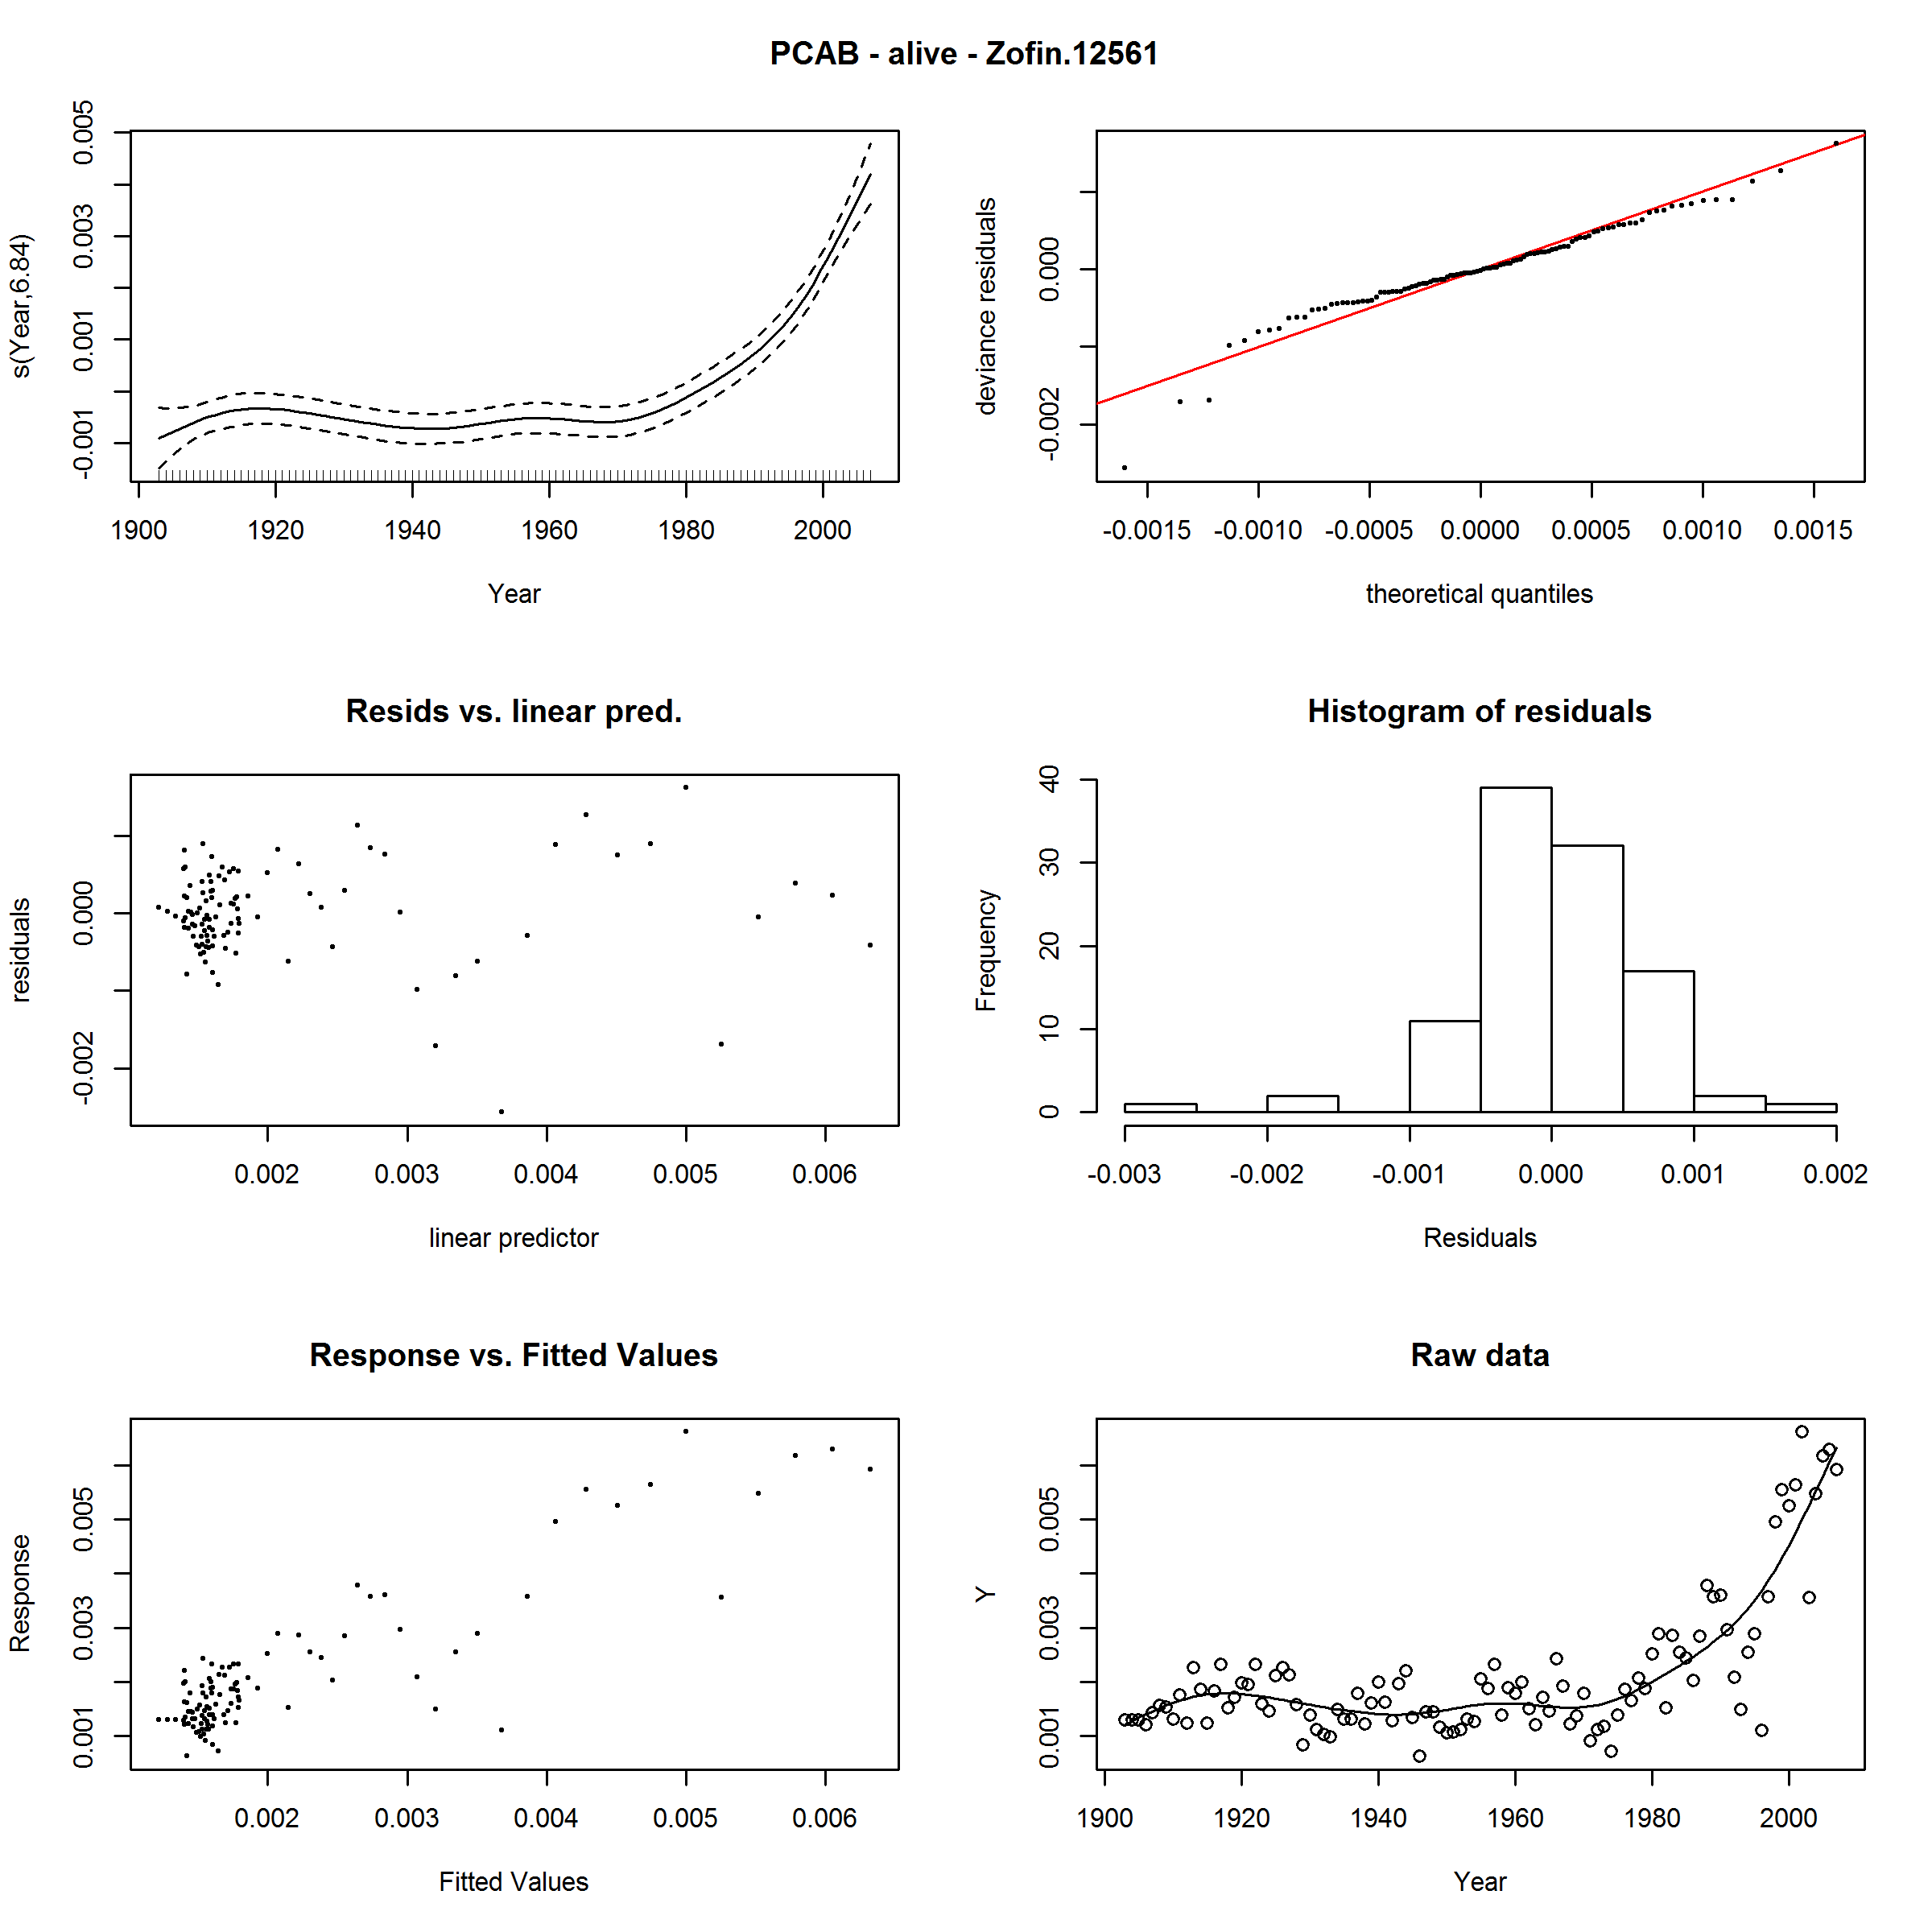 PCAB - alive - Zofin.12561
s(Year,6.84)
-0.001 0.001 0.003 0.005
1900 1920 1940 1960 1980 2000
Year
deviance residuals
-0.002 0.000
-0.0015 -0.0010 -0.0005 0.0000 0.0005 0.0010 0.0015
theoretical quantiles
Resids vs. linear pred.
residuals
-0.002 0.000
0.002 0.003 0.004 0.005 0.006
linear predictor
Histogram of residuals
Frequency
0 10 20 30 40
-0.003 -0.002 -0.001 0.000 0.001 0.002
Residuals
Response vs. Fitted Values
Response
0.001 0.003 0.005
0.002 0.003 0.004 0.005 0.006
Fitted Values
Raw data
Y
0.001 0.003 0.005
1900 1920 1940 1960 1980 2000
Year